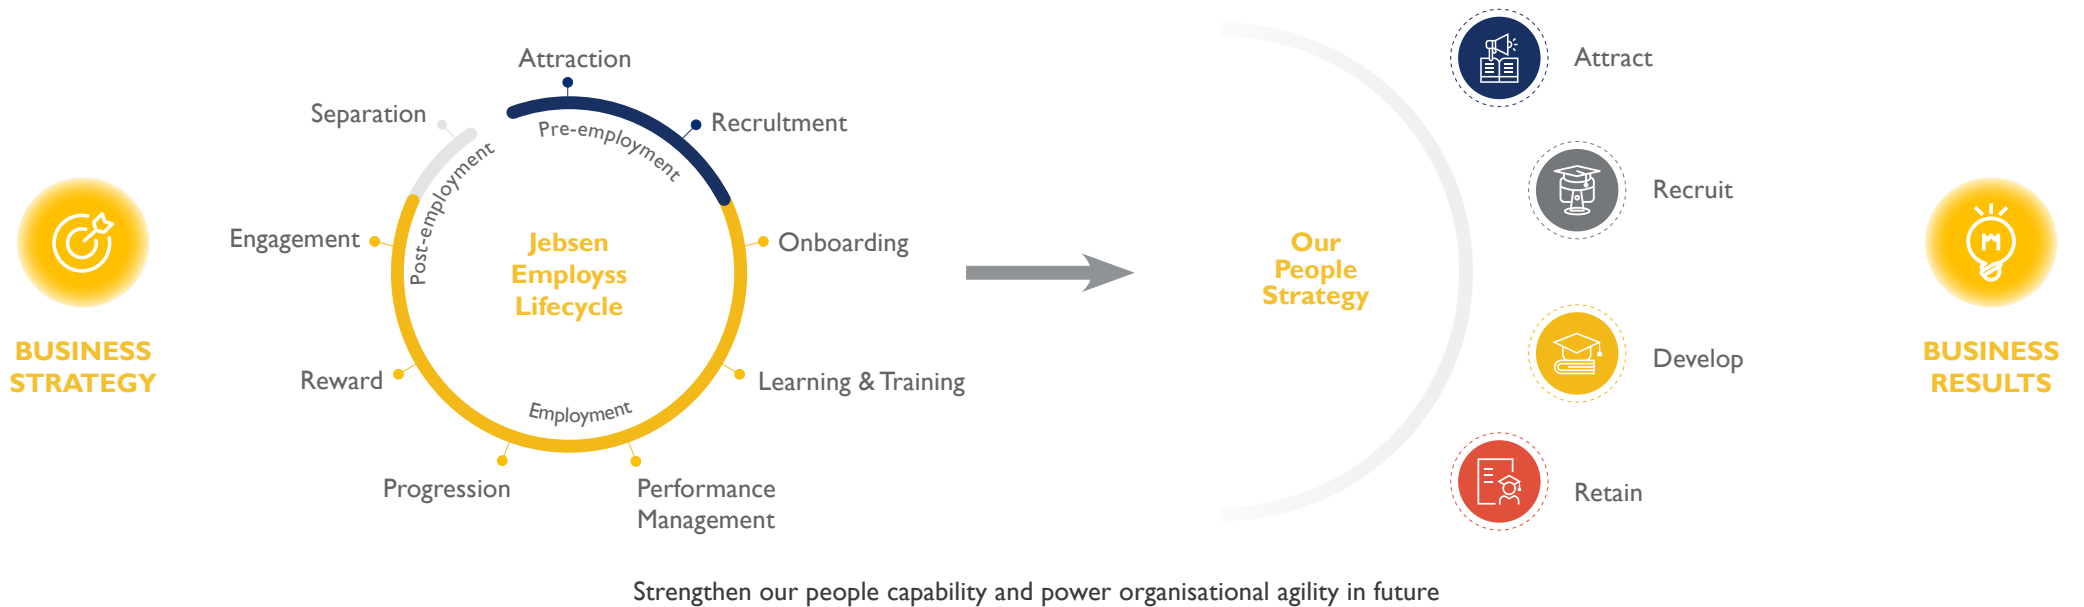 BUSINESS
STRATEGY
Attraction
Separation
Recrultment
Pre-employment
Post-employment
Engagement
Jebsen
Employss
Lifecycle
Onboarding
Reward
Learning & Training
Employment
Progression
Performance
Management
Our
People
Strategy
Attract
Recruit
Develop
Retain
BUSINESS
RESULTS
Strengthen our people capability and power organisational agility in future